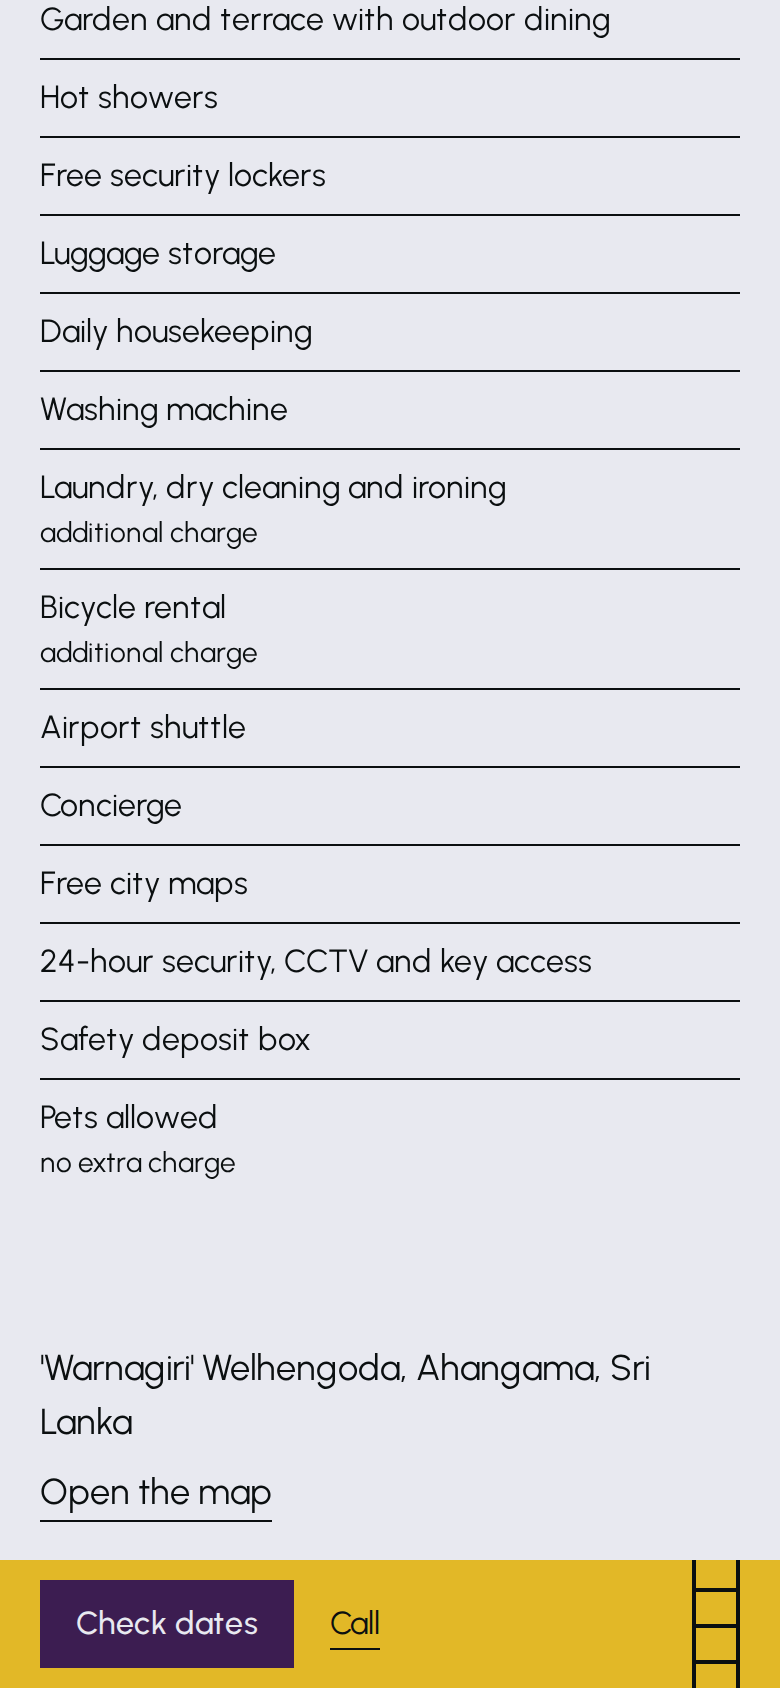 Garden and terrace with outdoor dining
Hot showers
Free security lockers
Luggage storage
Daily housekeeping
Washing machine
Laundry, dry cleaning and ironing
additional charge
Bicycle rental
additional charge
Airport shuttle
Concierge
Free city maps
24-hour security, CCTV and key access
Safety deposit box
Pets allowed
no extra charge
'Warnagiri' Welhengoda, Ahangama, Sri
Lanka
Open the map
Check dates
Call